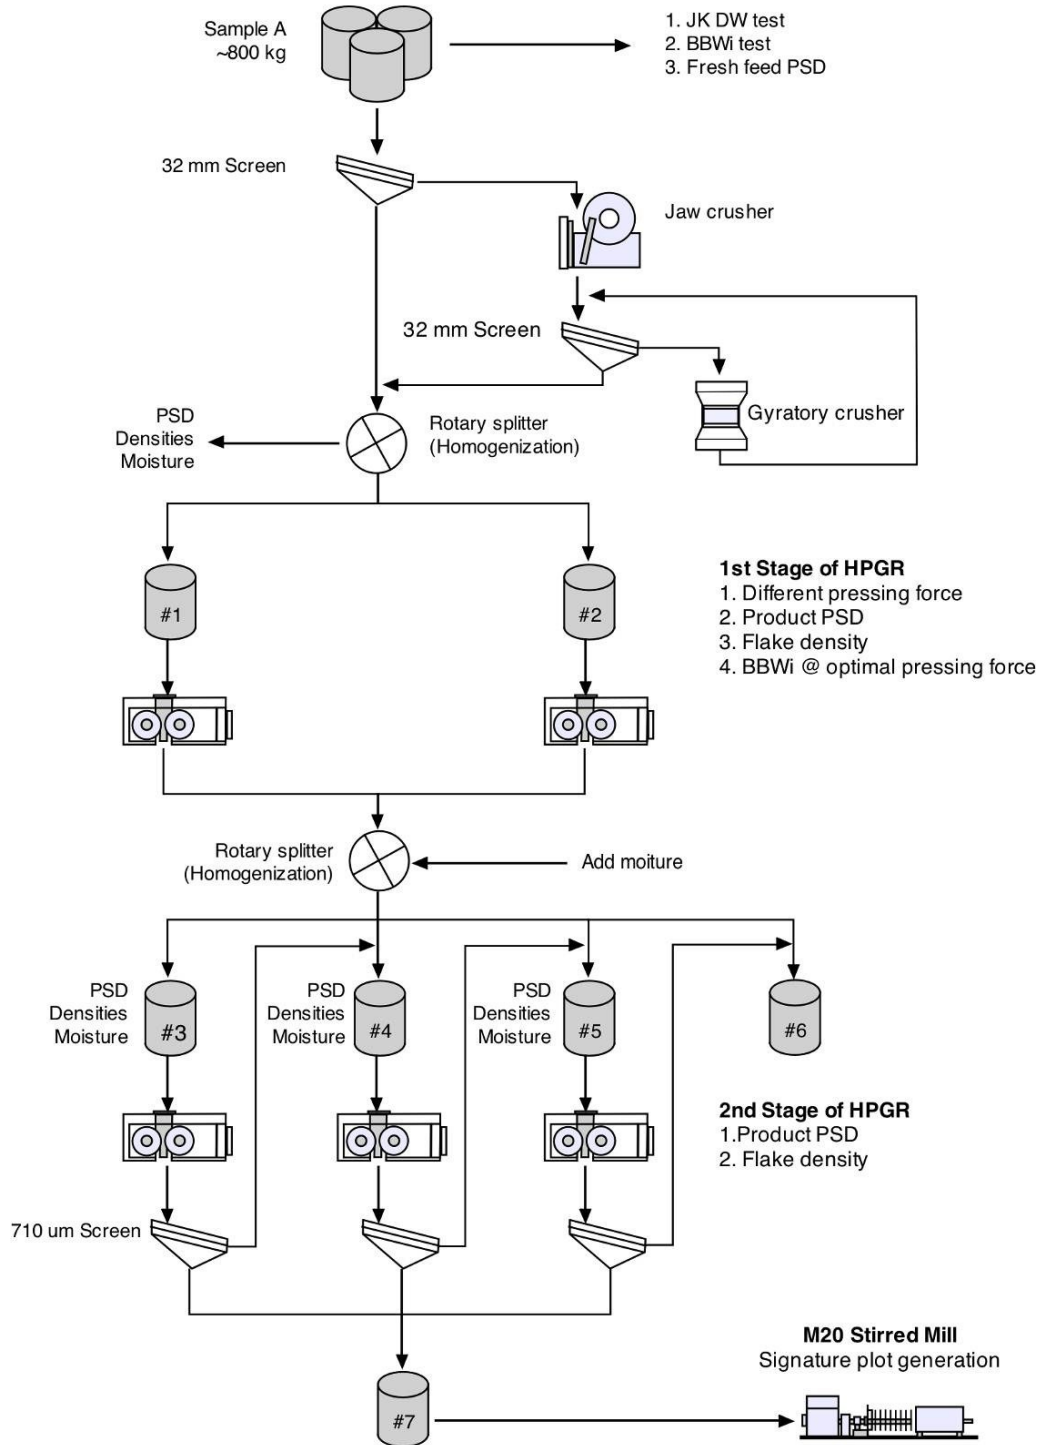 Sample A
~800 kg
1. JK DW test
2. BBWi test
3. Fresh feed PSD
32 mm Screen
Jaw crusher
32 mm Screen
Gyratory crusher
PSD
Densities
Moisture
Rotary splitter
(Homogenization)
#1
#2
1st Stage of HPGR
1. Different pressing force
2. Product PSD
3. Flake density
4. BBWi @ optimal pressing force
Rotary splitter
(Homogenization)
Add moiture
PSD
Densities
Moisture
#3
PSD
Densities
Moisture
#4
PSD
Densities
Moisture
#5
#6
2nd Stage of HPGR
1.Product PSD
2. Flake density
710 um Screen
M20 Stirred Mill
Signature plot generation
#7